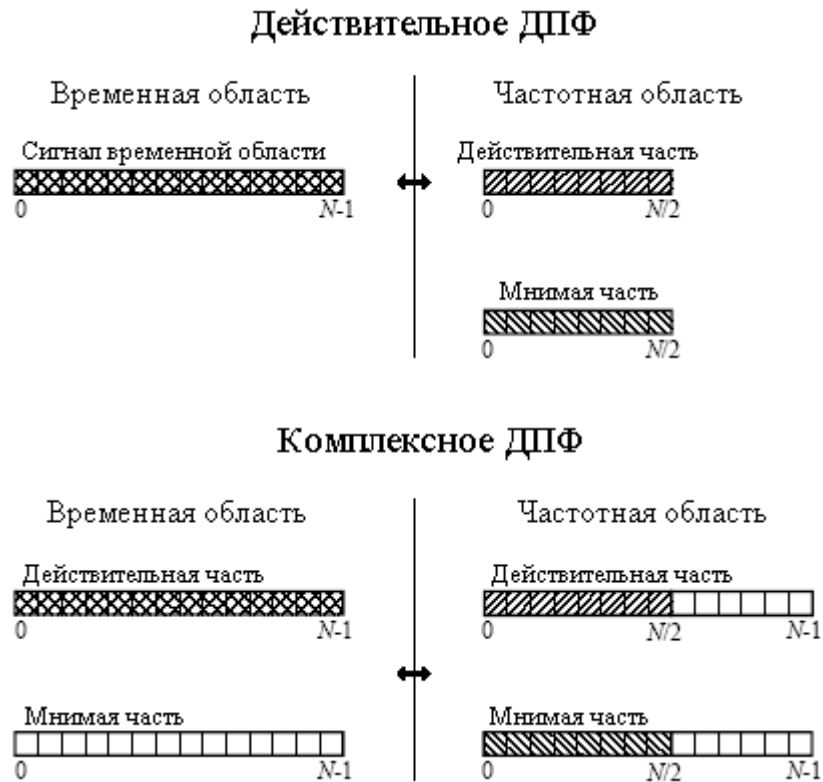 Действительное ДПФ
Временная область
Частотная область
Сигнал временной области
Действительная часть
0
N-1
0
N/2
Мнимая часть
0
N/2
Комплексное ДПФ
Временная область
Частотная область
Действительная часть
Действительная часть
0
N-1
0
N/2
N-1
Мнимая часть
Мнимая часть
0
N-1
0
N/2
N-1